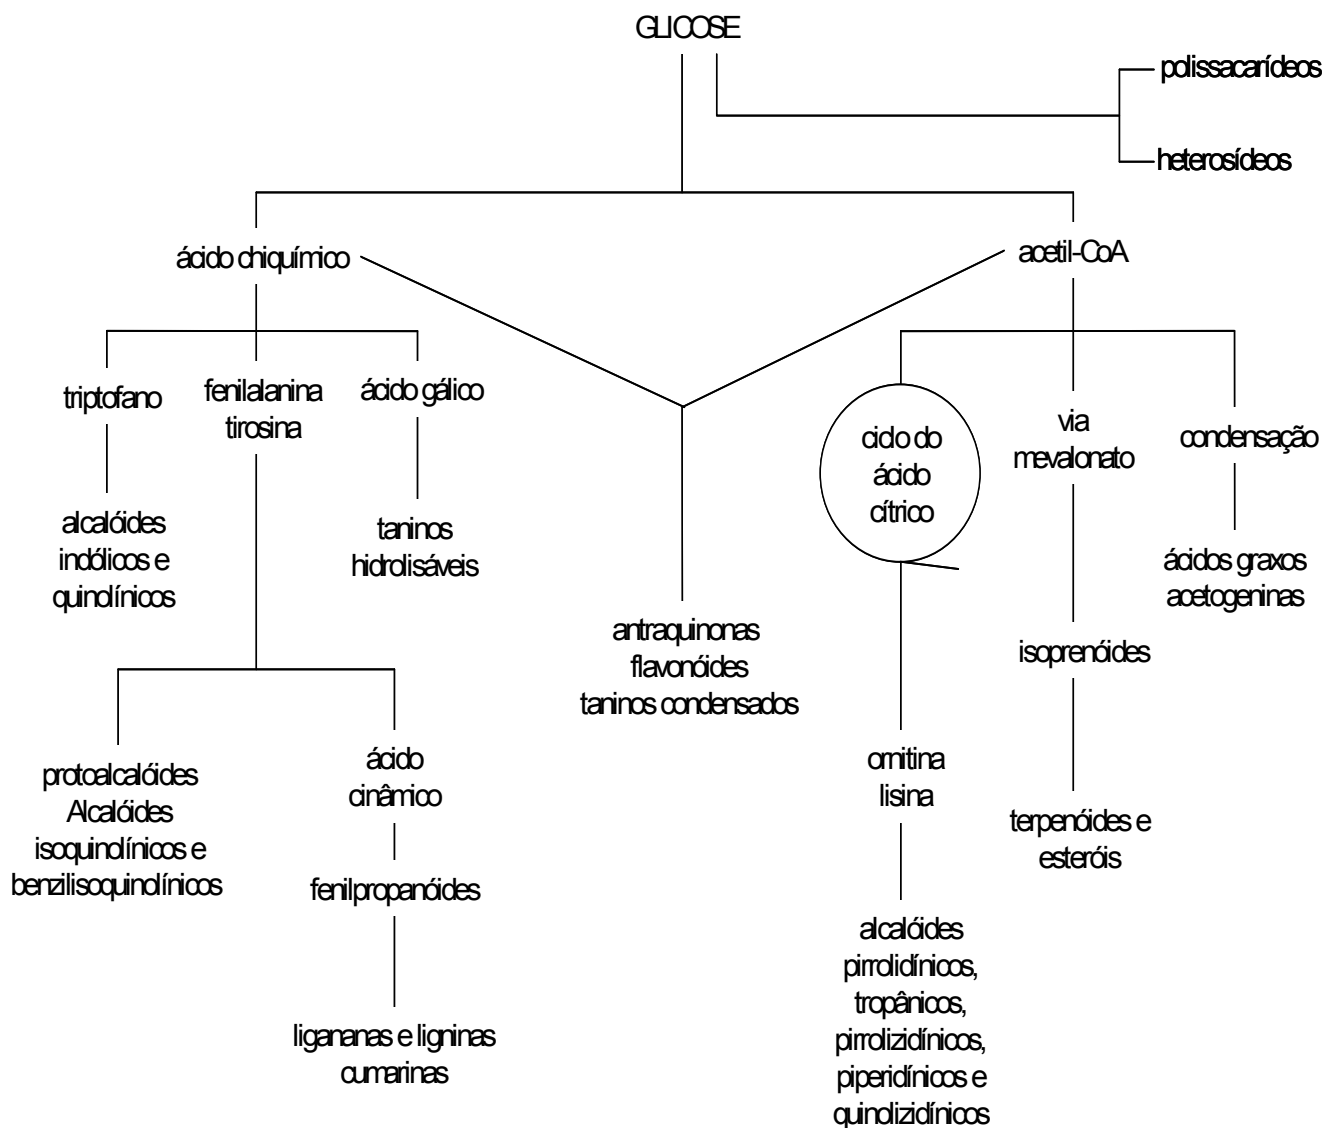 GLICOSE
polissacarídeos
heterosídeos
ácido chiquímico
acetil-CoA
triptofano
fenilalanina
tirosina
ácido gálico
ciclo do
ácido
cítrico
via
mevalonato
condensação
alcalóides
indólicos e
quinolínicos
taninos
hidrolisáveis
antraquinonas
flavonóides
taninos condensados
isoprenóides
ácidos graxos
acetogeninas
protoalcalóides
Alcalóides
isoquinolínicos e
benzilisoquinolínicos
ácido
cinâmico
fenilpropanóides
ligananas e ligninas
cumarinas
ornitina
lisina
terpenóides e
esteróis
alcalóides
pirrolidínicos,
tropânicos,
pirrolizidínicos,
piperidínicos e
quinolizidínicos